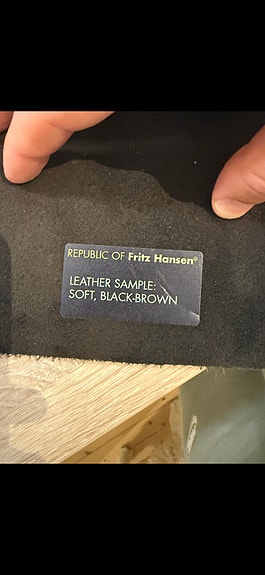 REPUBLIC OF Fritz Hansen®
LEATHER SAMPLE:
SOFT, BLACK-BROWN